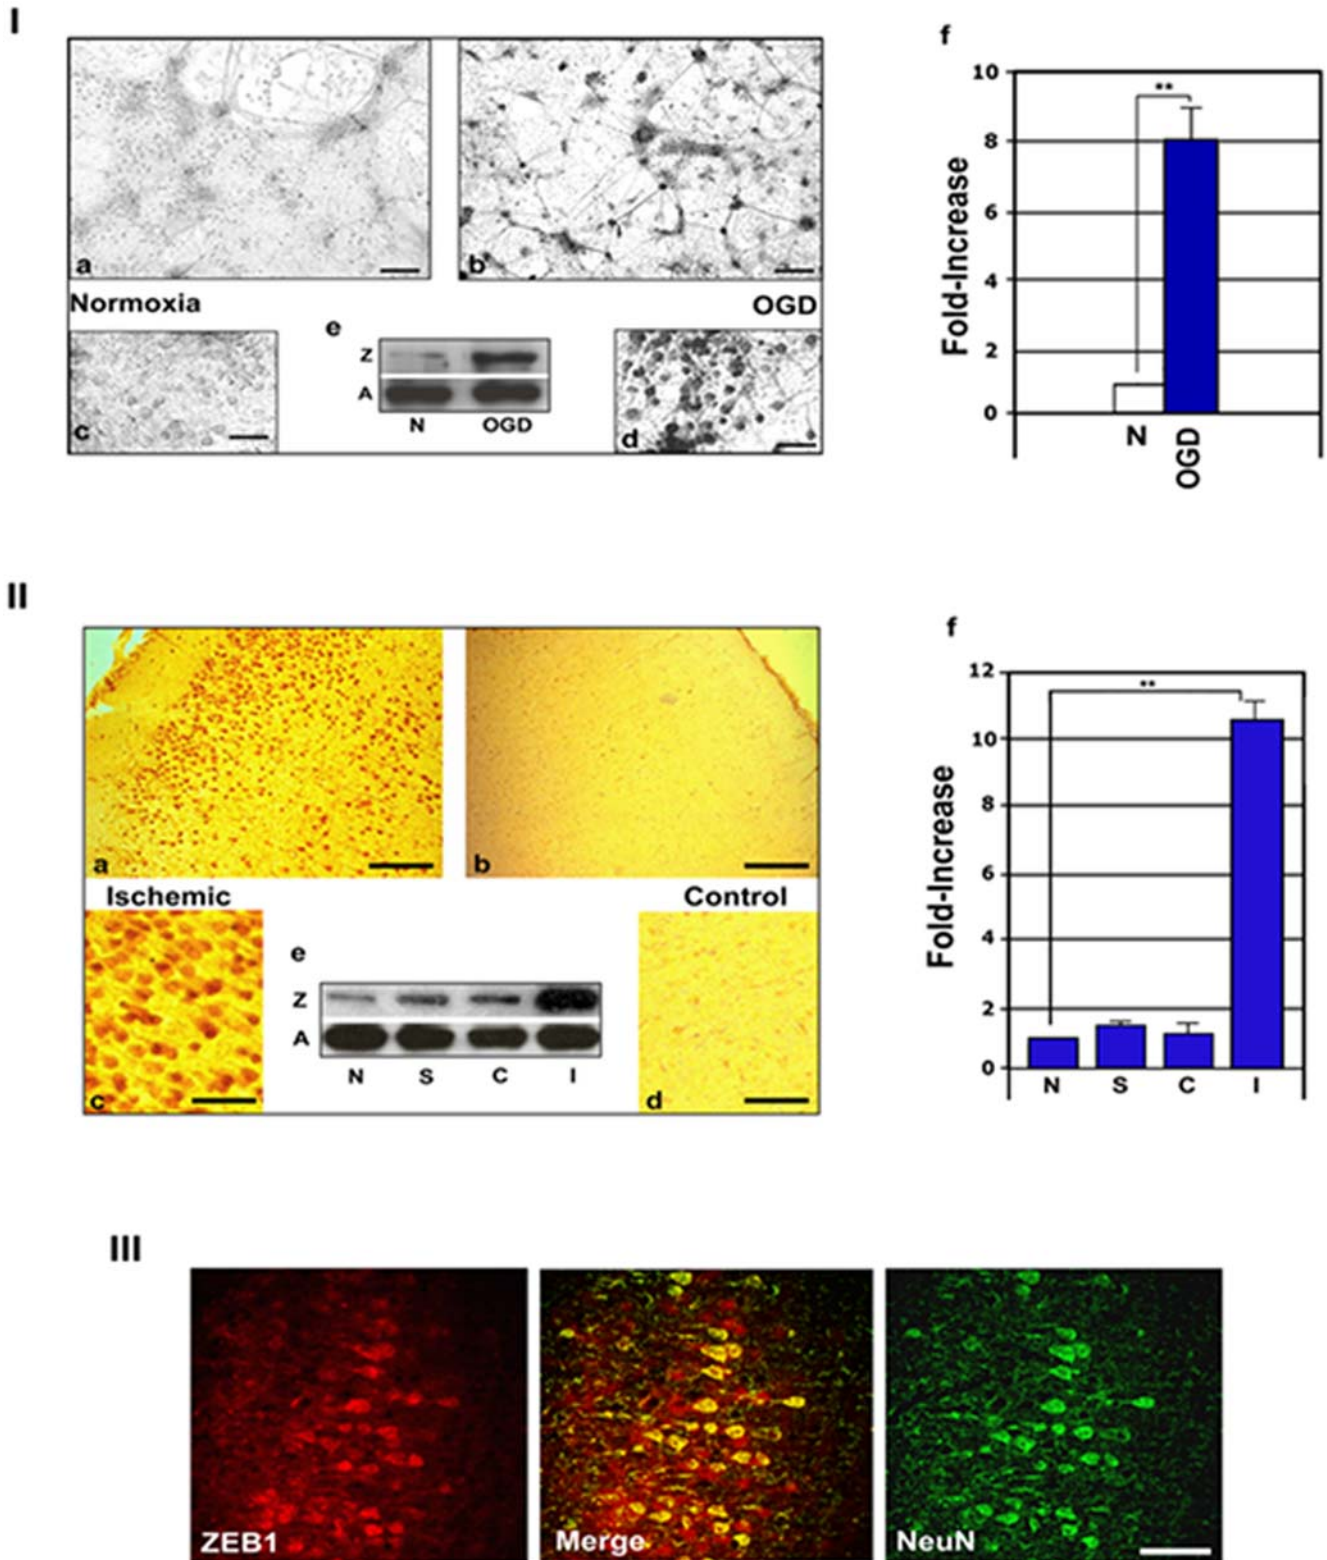 I
a
b
Normoxia
OGD
c
e
Z
A
N
OGD
d
f
Fold-Increase
10
8
6
4
2
0
**
N
OGD
II
a
b
Ischemic
Control
c
e
Z
A
N
S
C
I
d
f
Fold-Increase
12
10
8
6
4
2
0
**
N
S
C
I
III
ZEB1
Merge
NeuN